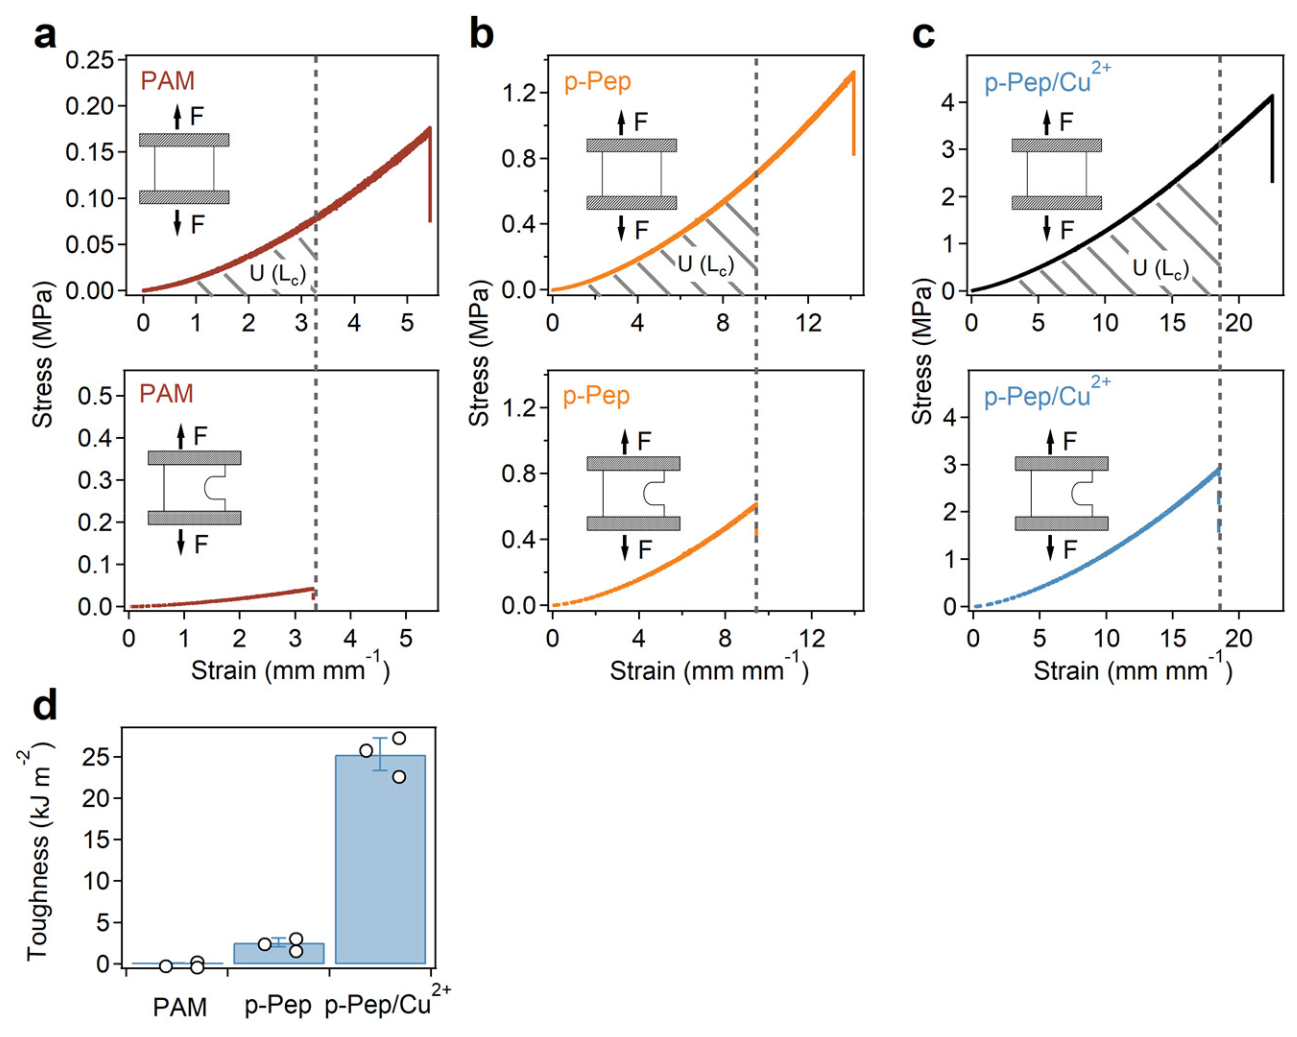 a
PAM
F
F
U (Lc)
0.25
0.20
0.15
0.10
0.05
0.00
0 1 2 3 4 5
PAM
F
F
0.5
0.4
0.3
0.2
0.1
0.0
0 1 2 3 4 5
Stress (MPa)
Strain (mm mm-1)
b
p-Pep
F
F
U (Lc)
1.2
0.8
0.4
0.0
0 4 8 12
p-Pep
F
F
1.2
0.8
0.4
0.0
0 4 8 12
Stress (MPa)
Strain (mm mm-1)
c
p-Pep/Cu2+
F
F
U (Lc)
4
3
2
1
0
0 5 10 15 20
p-Pep/Cu2+
F
F
4
3
2
1
0
0 5 10 15 20
Stress (MPa)
Strain (mm mm-1)
d
Toughness (kJ m-2)
25
20
15
10
5
0
PAM p-Pep p-Pep/Cu2+